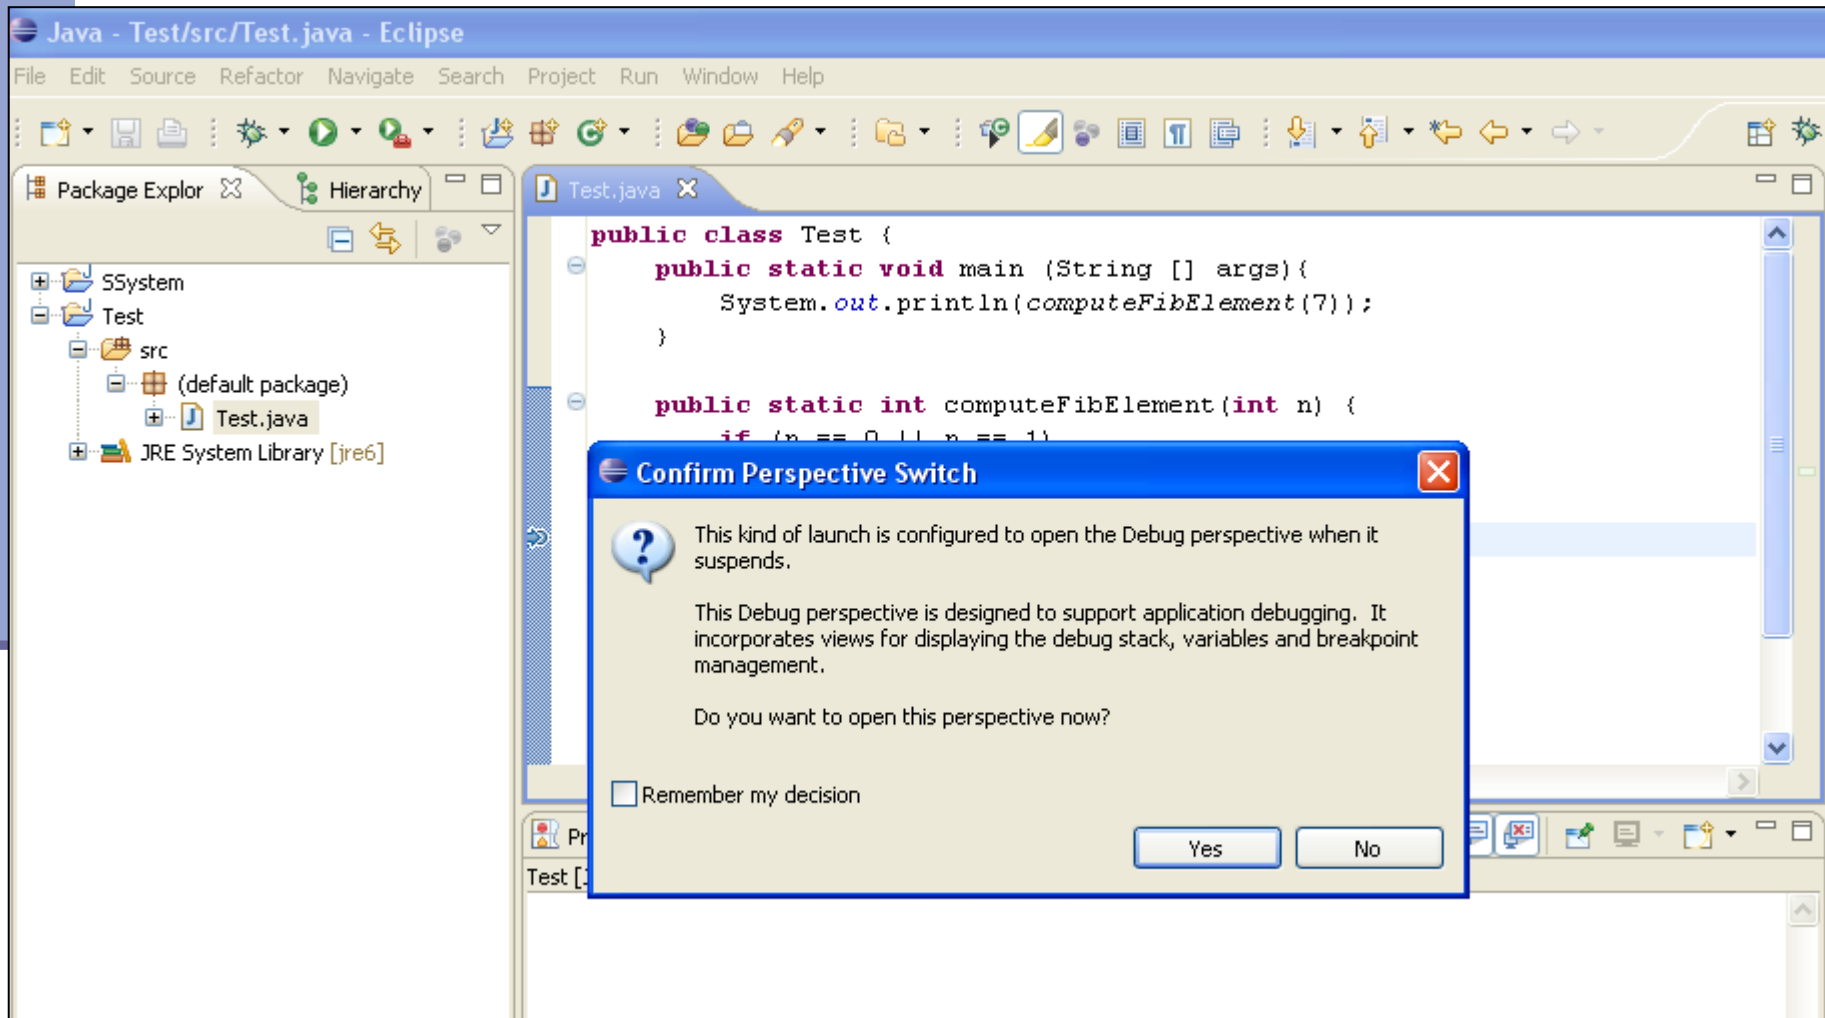 Java - Test/src/Test.java - Eclipse
File Edit Source Refactor Navigate Search Project Run Window Help
Package Explor
Hierarchy
SSystem
Test
src
(default package)
Test.java
JRE System Library [jre6]
Test.java
public class Test {
public static void main (String [] args){
System.out.println(computeFibElement(7));
}
public static int computeFibElement(int n) {
if (n == 0 || n == 1)
Confirm Perspective Switch
This kind of launch is configured to open the Debug perspective when it
suspends.
This Debug perspective is designed to support application debugging. It
incorporates views for displaying the debug stack, variables and breakpoint
management.
Do you want to open this perspective now?
Remember my decision
Yes
No
Pr
Test [